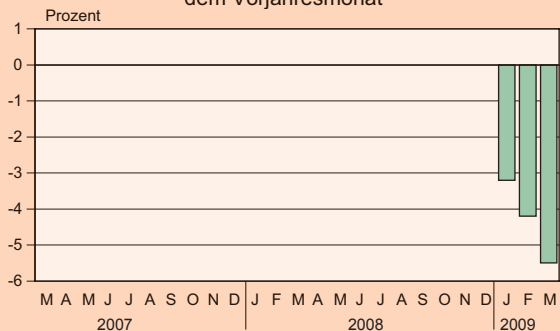 dem Vorjahresmonat
Prozent
1
0
-1
-2
-3
-4
-5
-6
M A M J J A S O N D J F M A M J J A S O N D J F M
2007 2008 2009